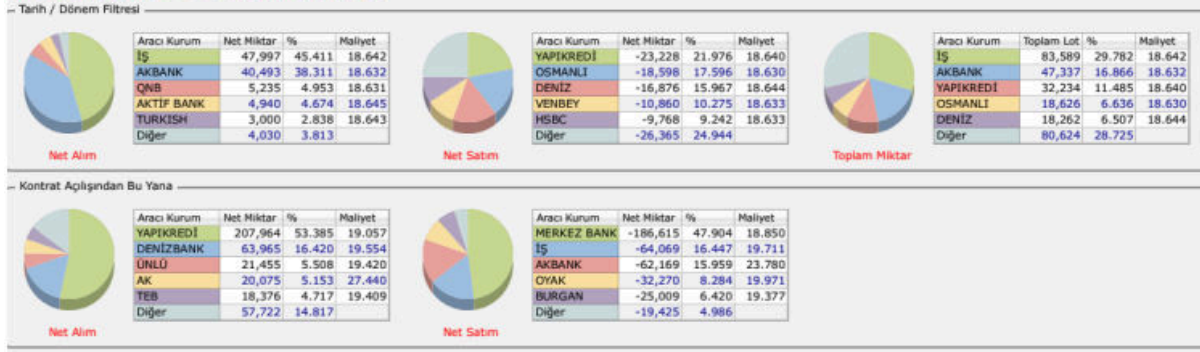 Tarih / Dönem Filtresi
Aracı Kurum Net Miktar % Maliyet
İŞ 47,997 45.411 18.642
AKBANK 40,493 38.311 18.632
QNB 5,235 4.953 18.631
AKTİF BANK 4,940 4.674 18.645
TURKISH 3,000 2.838 18.643
Diğer 4,030 3.813
Net Alım
Aracı Kurum Net Miktar % Maliyet
YAPIKREDİ -23,228 21.976 18.640
OSMANLI -18,598 17.596 18.630
DENİZ -16,876 15.967 18.644
VENBEY -10,860 10.275 18.633
HSBC -9,768 9.242 18.633
Diğer -26,365 24.944
Net Satım
Aracı Kurum Toplam Lot % Maliyet
İŞ 83,589 29.782 18.642
AKBANK 47,337 16.866 18.632
YAPIKREDİ 32,234 11.485 18.640
OSMANLI 18,626 6.636 18.630
DENİZ 18,262 6.507 18.644
Diğer 80,624 28.725
Toplam Miktar
Kontrat Açılışından Bu Yana
Aracı Kurum Net Miktar % Maliyet
YAPIKREDİ 207,964 53.385 19.057
DENİZBANK 63,965 16.420 19.554
ÜNLÜ 21,455 5.508 19.420
AK 20,075 5.153 27.440
TEB 18,376 4.717 19.409
Diğer 57,722 14.817
Net Alım
Aracı Kurum Net Miktar % Maliyet
MERKEZ BANK -186,615 47.904 18.850
İŞ -64,069 16.447 19.711
AKBANK -62,169 15.959 23.780
OYAK -32,270 8.284 19.971
BURGAN -25,009 6.420 19.377
Diğer -19,425 4.986
Net Satım